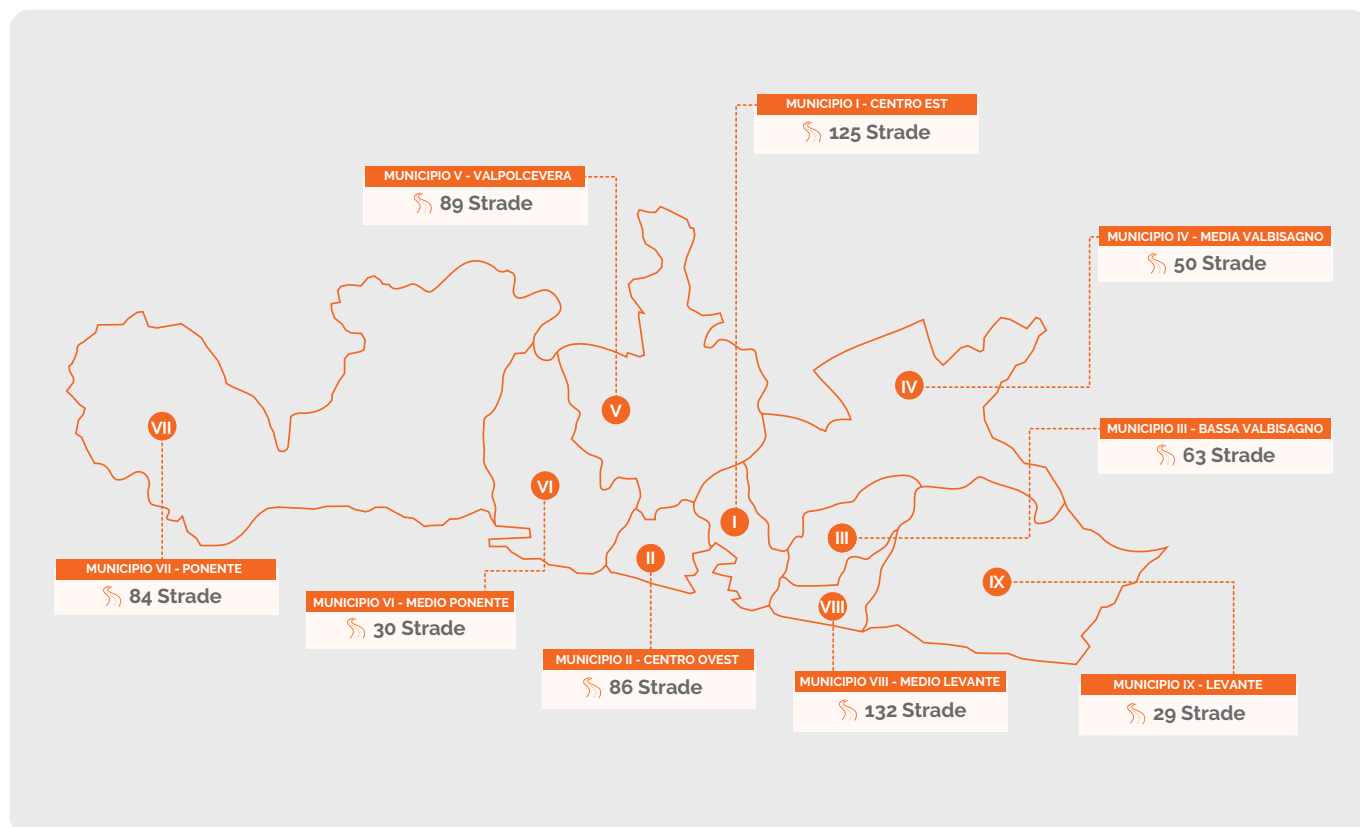 MUNICIPIO I - CENTRO EST
125 Strade
MUNICIPIO V - VALPOLCEVERA
89 Strade
MUNICIPIO IV - MEDIA VALBISAGNO
50 Strade
IV
V
VII
MUNICIPIO III - BASSA VALBISAGNO
63 Strade
VI
I
III
II
IX
VIII
MUNICIPIO VII - PONENTE
84 Strade
MUNICIPIO VI - MEDIO PONENTE
30 Strade
MUNICIPIO II - CENTRO OVEST
86 Strade
MUNICIPIO VIII - MEDIO LEVANTE
132 Strade
MUNICIPIO IX - LEVANTE
29 Strade